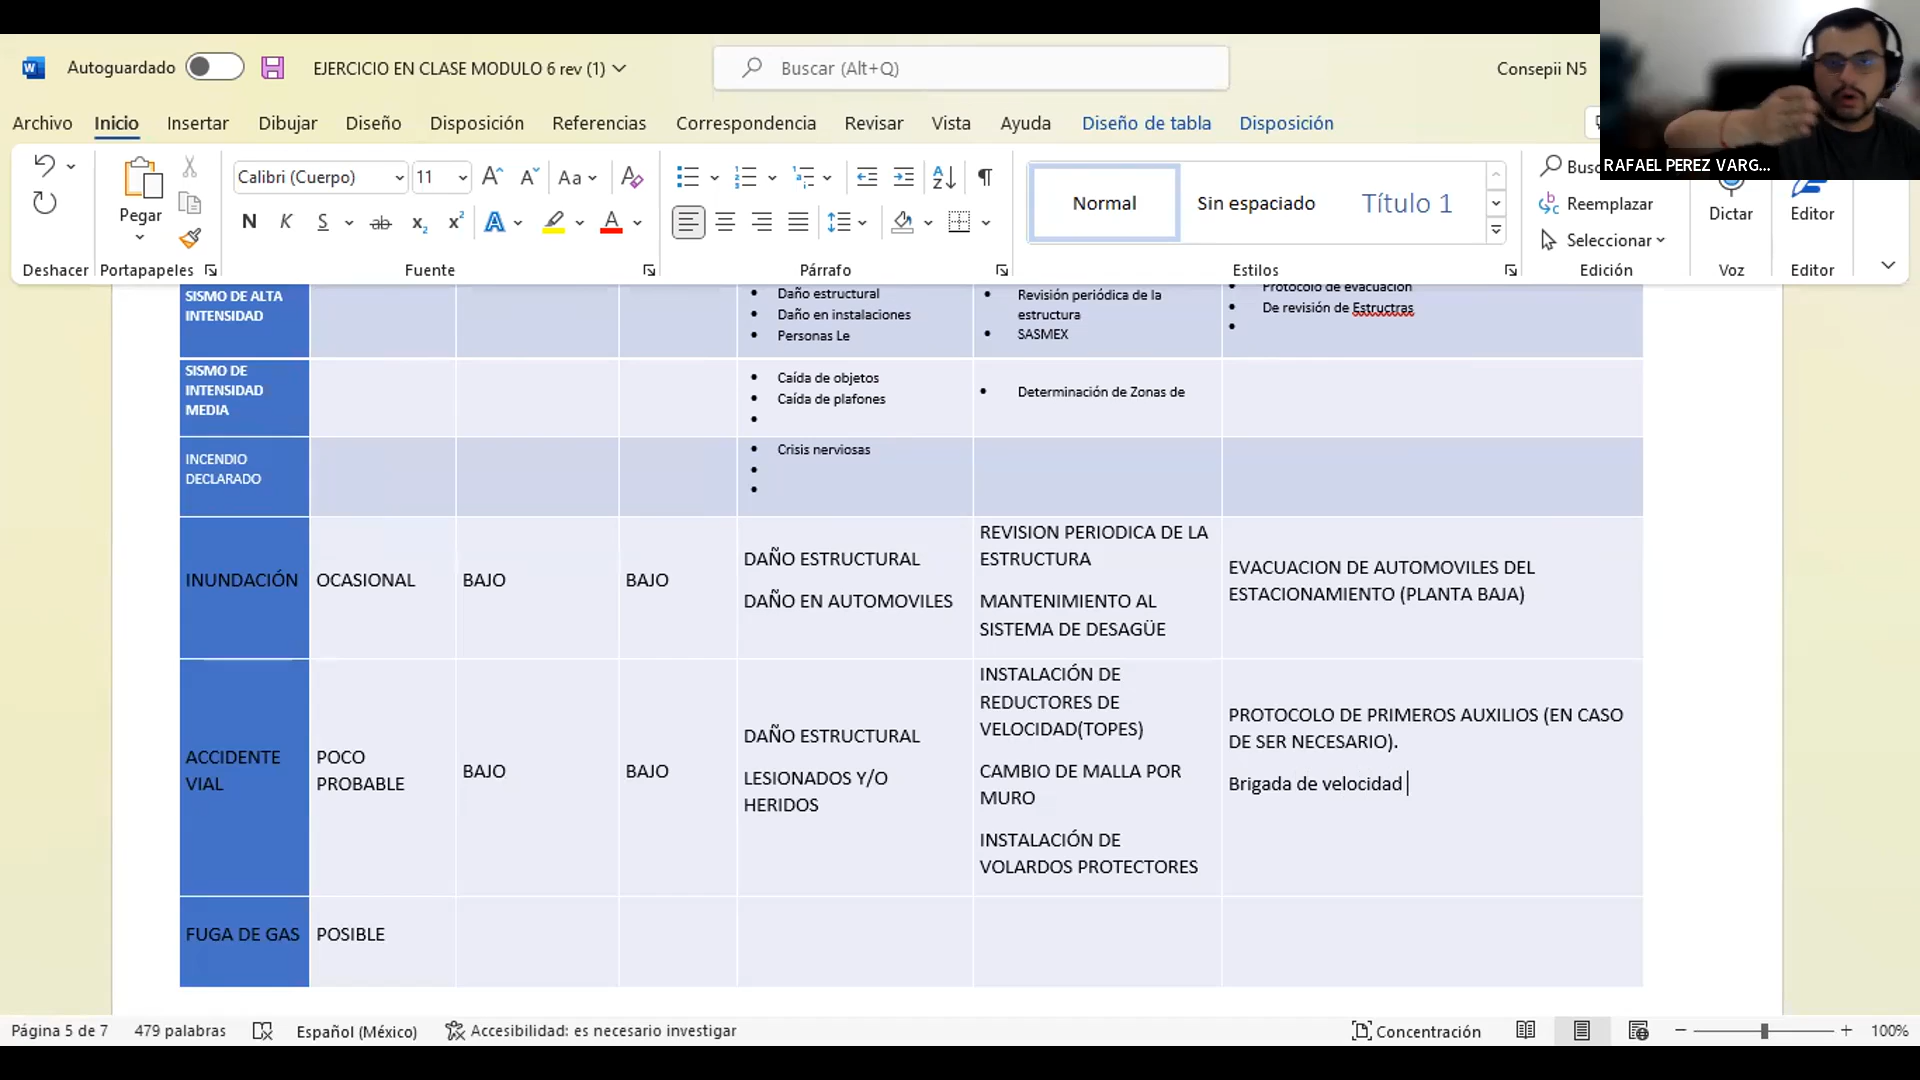 Autoguardado
EJERCICIO EN CLASE MODULO 6 rev (1)
Buscar (Alt+Q)
Consepii N5
RAFAEL PEREZ VARG...
Archivo Inicio Insertar Dibujar Diseño Disposición Referencias Correspondencia Revisar Vista Ayuda Diseño de tabla Disposición
Pegar
Calibri (Cuerpo) 11
Aa
N K S ab x₂ x²
Normal Sin espaciado Título 1
Reemplazar
Seleccionar
Dictar
Editor
Deshacer Portapapeles Fuente Párrafo Estilos Edición Voz Editor
SISMO DE ALTA
INTENSIDAD
Daño estructural
Daño en instalaciones
Personas Le
Revisión periódica de la
estructura
SASMEX
Protocolo de evacuación
De revisión de Estructras
SISMO DE
INTENSIDAD
MEDIA
Caída de objetos
Caída de plafones
Determinación de Zonas de
INCENDIO
DECLARADO
Crisis nerviosas
INUNDACIÓN
OCASIONAL
BAJO
BAJO
DAÑO ESTRUCTURAL
DAÑO EN AUTOMOVILES
REVISION PERIODICA DE LA
ESTRUCTURA
MANTENIMIENTO AL
SISTEMA DE DESAGÜE
EVACUACION DE AUTOMOVILES DEL
ESTACIONAMIENTO (PLANTA BAJA)
ACCIDENTE
VIAL
POCO
PROBABLE
BAJO
BAJO
DAÑO ESTRUCTURAL
LESIONADOS Y/O
HERIDOS
INSTALACIÓN DE
REDUCTORES DE
VELOCIDAD(TOPES)
CAMBIO DE MALLA POR
MURO
INSTALACIÓN DE
VOLARDOS PROTECTORES
PROTOCOLO DE PRIMEROS AUXILIOS (EN CASO
DE SER NECESARIO).
Brigada de velocidad
FUGA DE GAS
POSIBLE
Página 5 de 7 479 palabras Español (México) Accesibilidad: es necesario investigar Concentración 100%